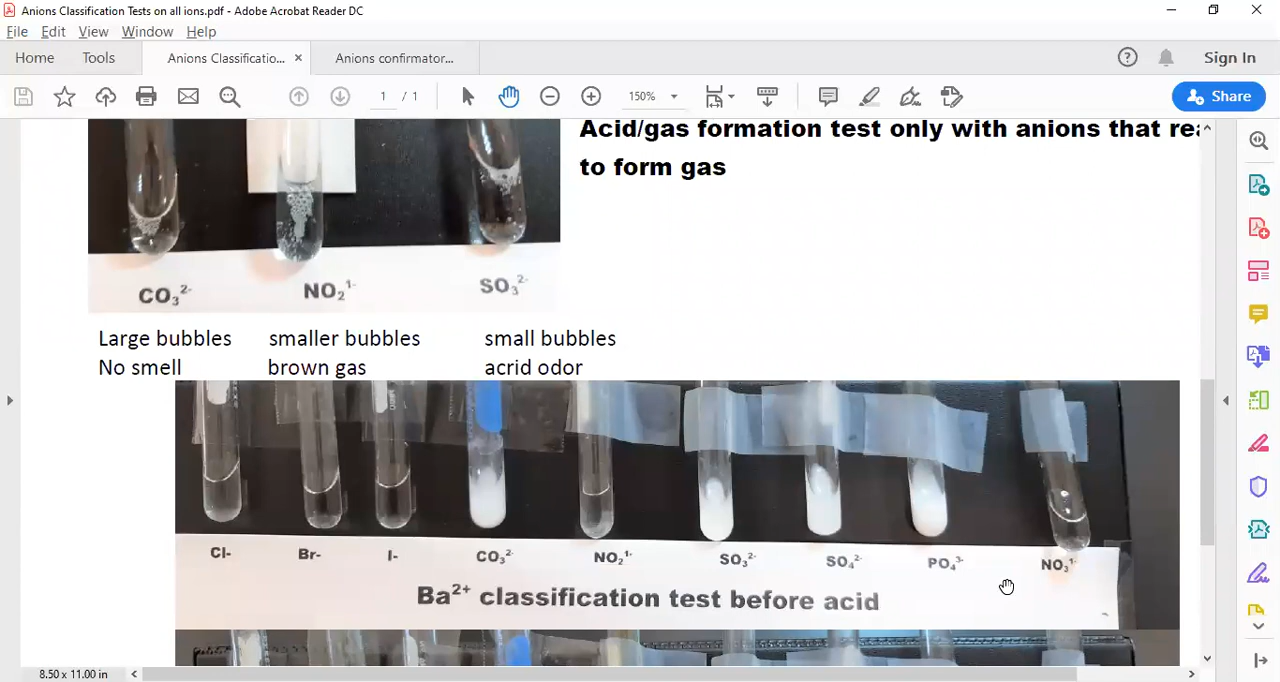 Anions Classification Tests on all ions.pdf - Adobe Acrobat Reader DC
File Edit View Window Help
Home Tools Anions Classificatio... × Anions confirmator... Sign In
1 / 1 150% Share
Acid/gas formation test only with anions that rea
to form gas
CO₃²⁻ NO₂¹⁻ SO₃²⁻
Large bubbles smaller bubbles small bubbles
No smell brown gas acrid odor
Cl- Br- I- CO₃²⁻ NO₂¹⁻ SO₃²⁻ SO₄²⁻ PO₄³⁻ NO₃¹⁻
Ba²⁺ classification test before acid
8.50 x 11.00 in